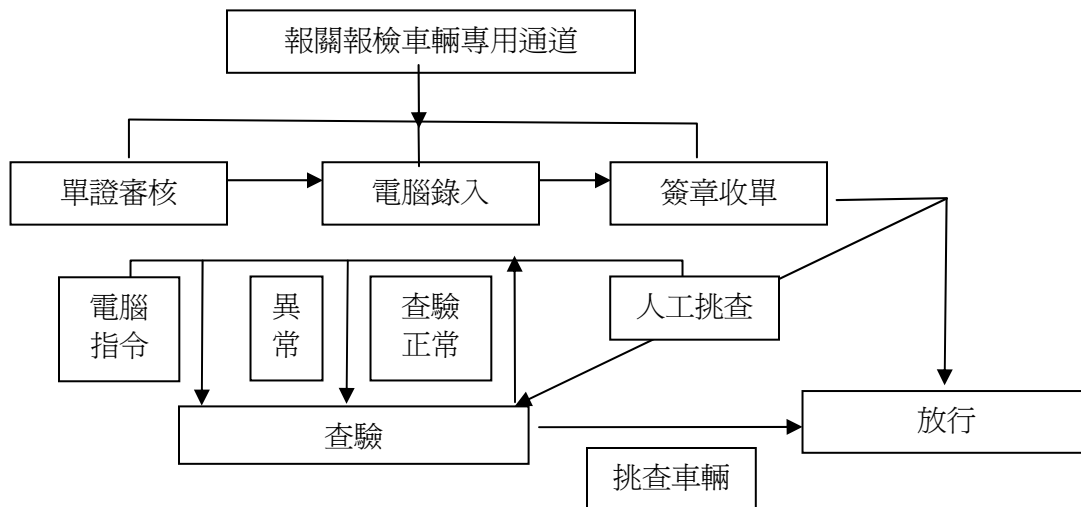 報關報檢車輛專用通道
單證審核
電腦錄入
簽章收單
電腦
指令
異
常
查驗
正常
人工挑查
查驗
放行
挑查車輛